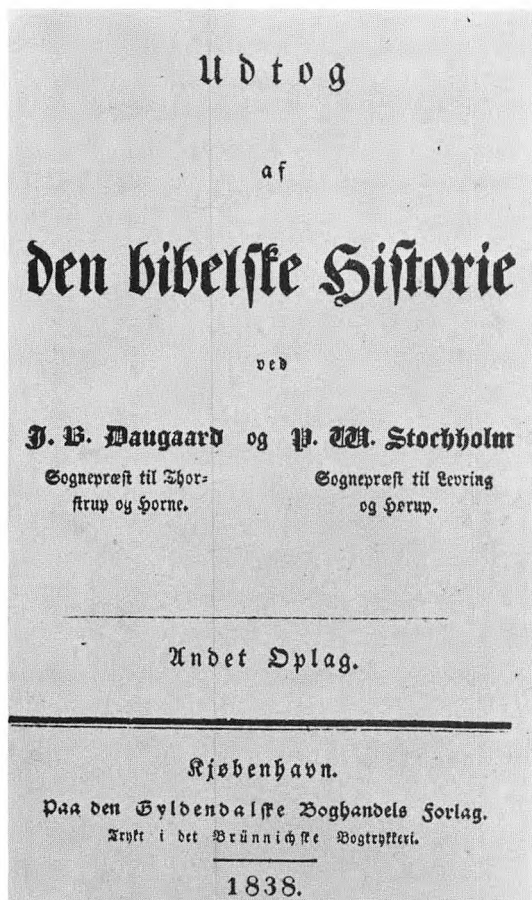 Udtog
af
den bibelske Historie
ved
J. B. Daugaard og P. W. Stochholm
Sognepræst til Thor=
strup og Horne.
Sognepræst til Levring
og Hørup.
Andet Oplag.
Kjøbenhavn.
Paa den Gyldendalske Boghandels Forlag.
Trykt i det Brünnichske Bogtrykkeri.
1838.